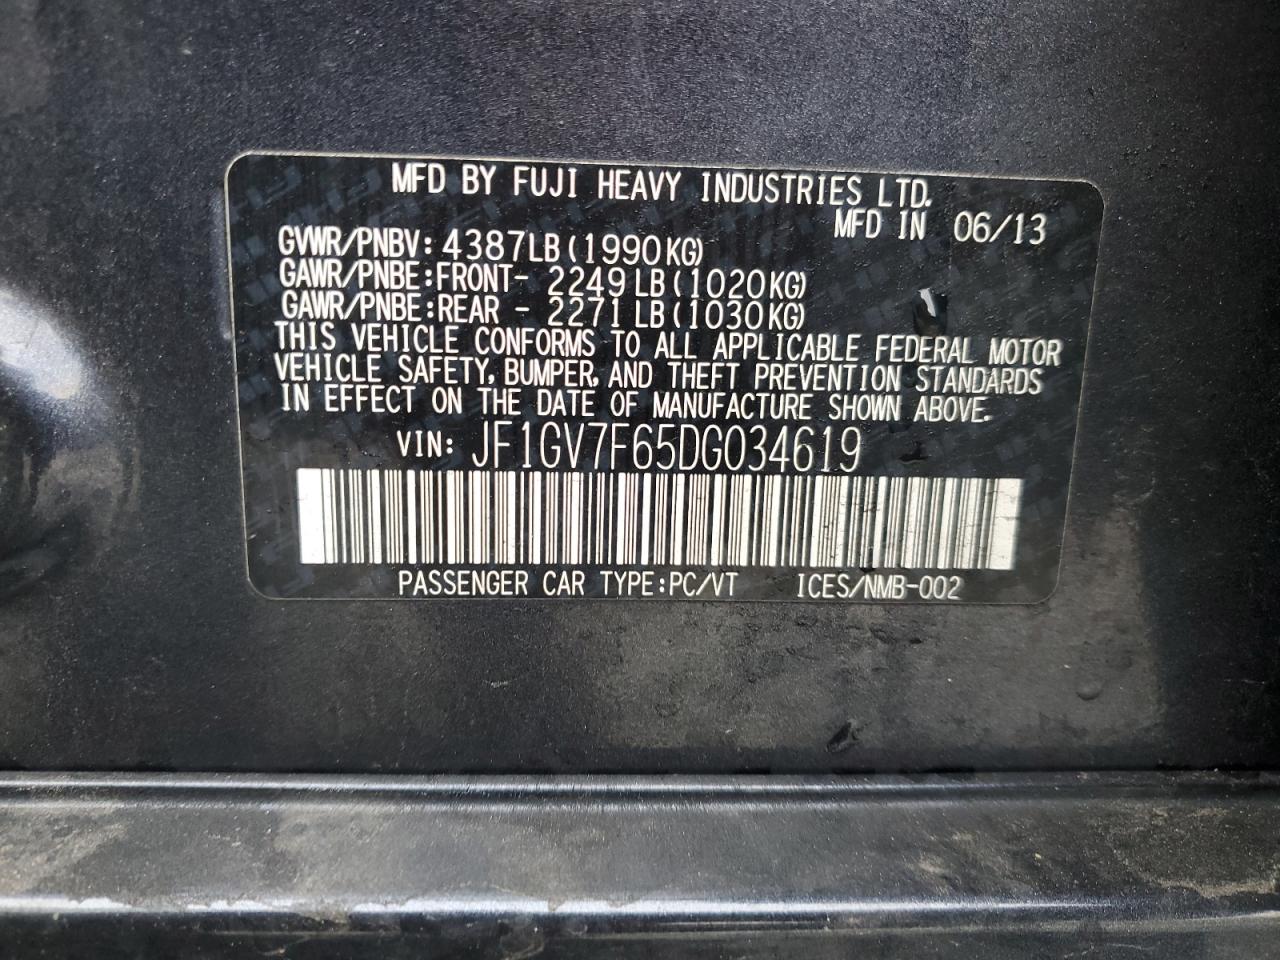 MFD BY FUJI HEAVY INDUSTRIES LTD.
MFD IN 06/13
GVWR/PNBV: 4387LB(1990KG)
GAWR/PNBE:FRONT- 2249LB(1020KG)
GAWR/PNBE:REAR - 2271LB(1030KG)
THIS VEHICLE CONFORMS TO ALL APPLICABLE FEDERAL MOTOR
VEHICLE SAFETY, BUMPER, AND THEFT PREVENTION STANDARDS
IN EFFECT ON THE DATE OF MANUFACTURE SHOWN ABOVE.
VIN: JF1GV7F65DG034619
PASSENGER CAR TYPE:PC/VT ICES/NMB-002